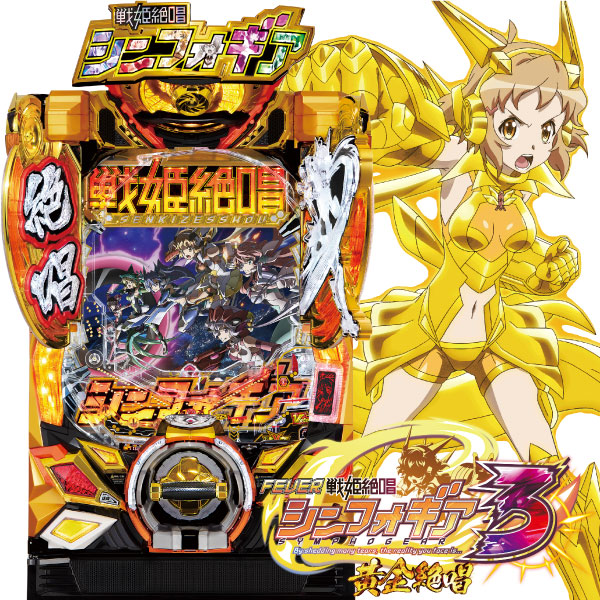 戦姫絶唱
シンフォギア
絶唱
戦姫絶唱
SENKIZESSHOU
シンフォギア
FEVER 戦姫絶唱
シンフォギア3
SYMPHOGEAR
By shedding many tears, the reality you face is...
黄金絶唱